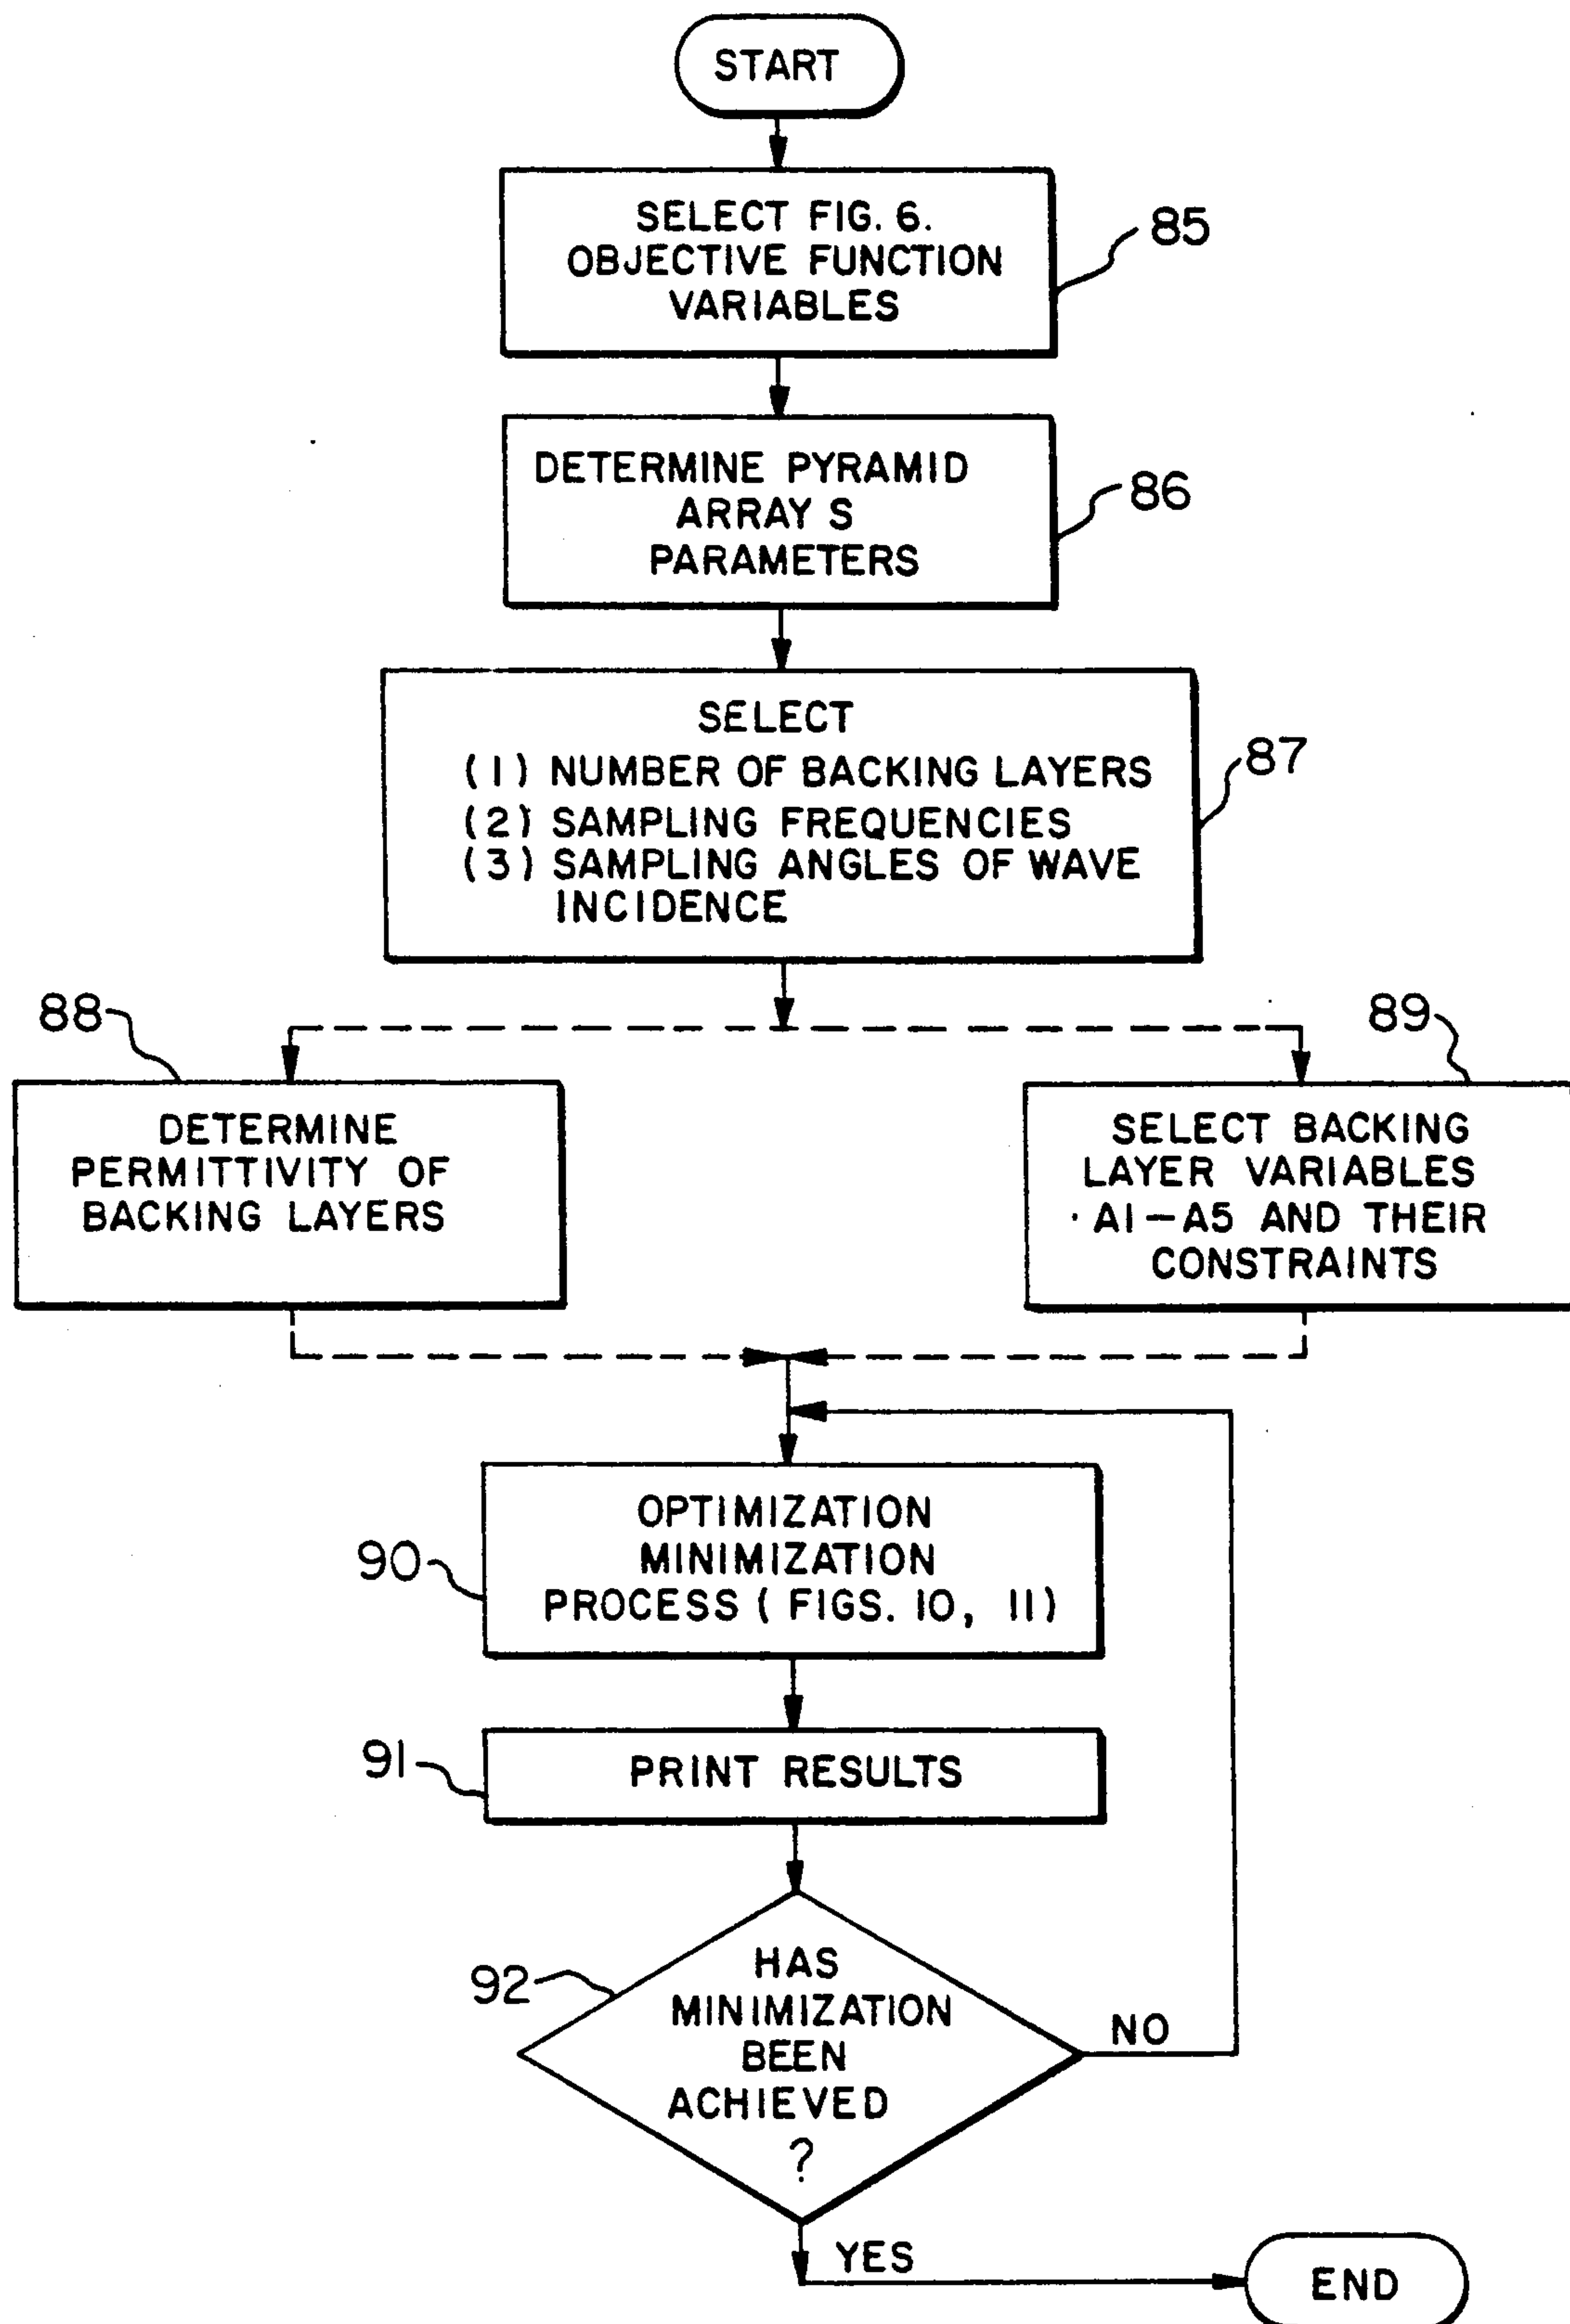 START
SELECT FIG. 6.
OBJECTIVE FUNCTION
VARIABLES
85
DETERMINE PYRAMID
ARRAY S
PARAMETERS
86
SELECT
(1) NUMBER OF BACKING LAYERS
(2) SAMPLING FREQUENCIES
(3) SAMPLING ANGLES OF WAVE
INCIDENCE
87
88
DETERMINE
PERMITTIVITY OF
BACKING LAYERS
89
SELECT BACKING
LAYER VARIABLES
A1-A5 AND THEIR
CONSTRAINTS
90
OPTIMIZATION
MINIMIZATION
PROCESS ( FIGS. 10, 11)
91
PRINT RESULTS
92
HAS
MINIMIZATION
BEEN
ACHIEVED
?
NO
YES
END